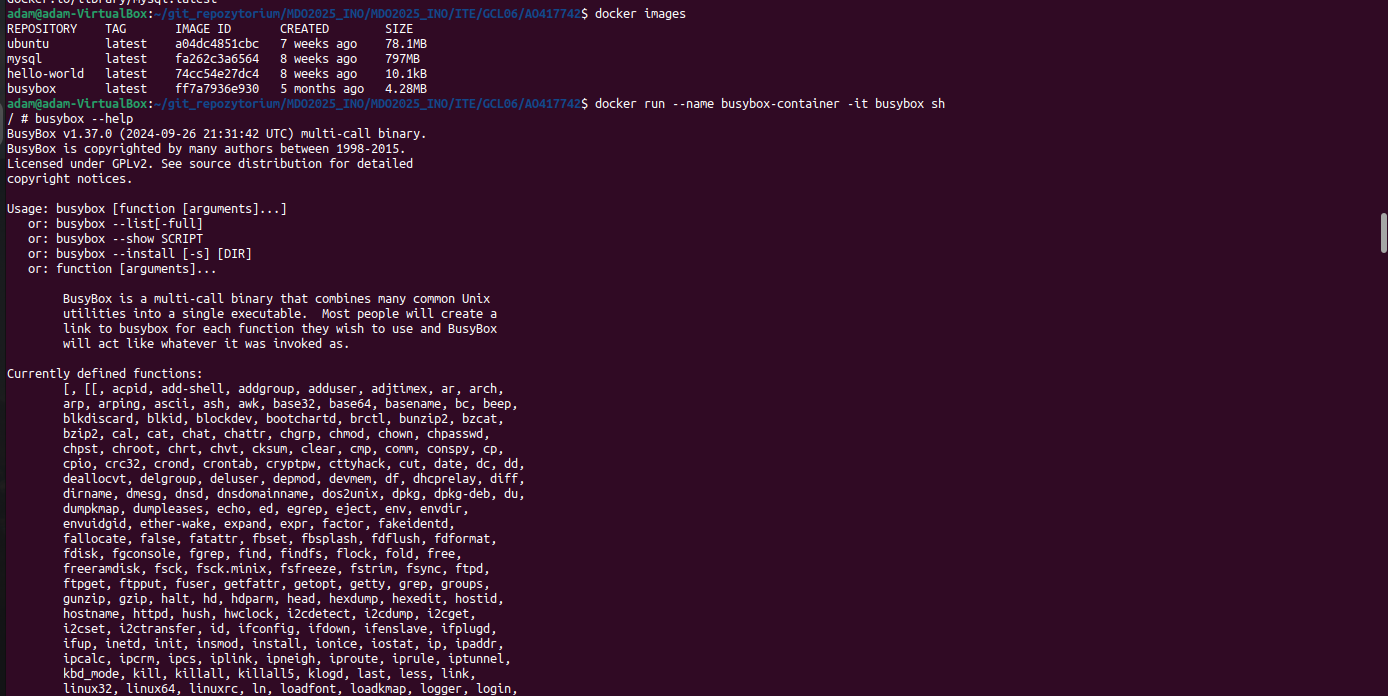 docker.io/library/mysql:latest
adam@adam-VirtualBox:~/git_repozytorium/MDO2025_INO/MDO2025_INO/ITE/GCL06/AO417742$ docker images
REPOSITORY    TAG       IMAGE ID       CREATED        SIZE
ubuntu        latest    a04dc4851cbc   7 weeks ago    78.1MB
mysql         latest    fa262c3a6564   8 weeks ago    797MB
hello-world   latest    74cc54e27dc4   8 weeks ago    10.1kB
busybox       latest    ff7a7936e930   5 months ago   4.28MB
adam@adam-VirtualBox:~/git_repozytorium/MDO2025_INO/MDO2025_INO/ITE/GCL06/AO417742$ docker run --name busybox-container -it busybox sh
/ # busybox --help
BusyBox v1.37.0 (2024-09-26 21:31:42 UTC) multi-call binary.
BusyBox is copyrighted by many authors between 1998-2015.
Licensed under GPLv2. See source distribution for detailed
copyright notices.

Usage: busybox [function [arguments]...]
   or: busybox --list[-full]
   or: busybox --show SCRIPT
   or: busybox --install [-s] [DIR]
   or: function [arguments]...

        BusyBox is a multi-call binary that combines many common Unix
        utilities into a single executable.  Most people will create a
        link to busybox for each function they wish to use and BusyBox
        will act like whatever it was invoked as.

Currently defined functions:
        [, [[, acpid, add-shell, addgroup, adduser, adjtimex, ar, arch,
        arp, arping, ascii, ash, awk, base32, base64, basename, bc, beep,
        blkdiscard, blkid, blockdev, bootchartd, brctl, bunzip2, bzcat,
        bzip2, cal, cat, chat, chattr, chgrp, chmod, chown, chpasswd,
        chpst, chroot, chrt, chvt, cksum, clear, cmp, comm, conspy, cp,
        cpio, crc32, crond, crontab, cryptpw, cttyhack, cut, date, dc, dd,
        deallocvt, delgroup, deluser, depmod, devmem, df, dhcprelay, diff,
        dirname, dmesg, dnsd, dnsdomainname, dos2unix, dpkg, dpkg-deb, du,
        dumpkmap, dumpleases, echo, ed, egrep, eject, env, envdir,
        envuidgid, ether-wake, expand, expr, factor, fakeidentd,
        fallocate, false, fatattr, fbset, fbsplash, fdflush, fdformat,
        fdisk, fgconsole, fgrep, find, findfs, flock, fold, free,
        freeramdisk, fsck, fsck.minix, fsfreeze, fstrim, fsync, ftpd,
        ftpget, ftpput, fuser, getfattr, getopt, getty, grep, groups,
        gunzip, gzip, halt, hd, hdparm, head, hexdump, hexedit, hostid,
        hostname, httpd, hush, hwclock, i2cdetect, i2cdump, i2cget,
        i2cset, i2ctransfer, id, ifconfig, ifdown, ifenslave, ifplugd,
        ifup, inetd, init, insmod, install, ionice, iostat, ip, ipaddr,
        ipcalc, ipcrm, ipcs, iplink, ipneigh, iproute, iprule, iptunnel,
        kbd_mode, kill, killall, killall5, klogd, last, less, link,
        linux32, linux64, linuxrc, ln, loadfont, loadkmap, logger, login,